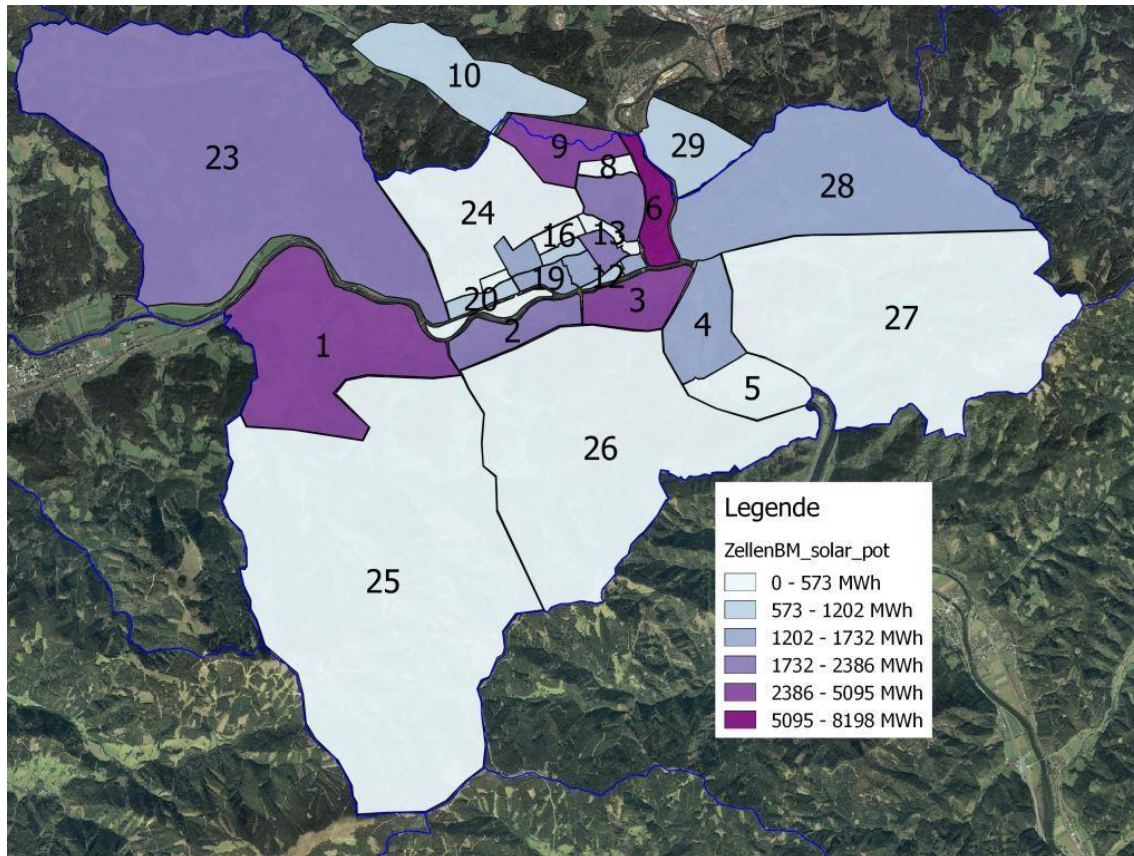 10
23
9
29
8
28
6
24
16
13
19
12
20
3
2
4
1
27
5
26
25
Legende
ZellenBM_solar_pot
0 - 573 MWh
573 - 1202 MWh
1202 - 1732 MWh
1732 - 2386 MWh
2386 - 5095 MWh
5095 - 8198 MWh